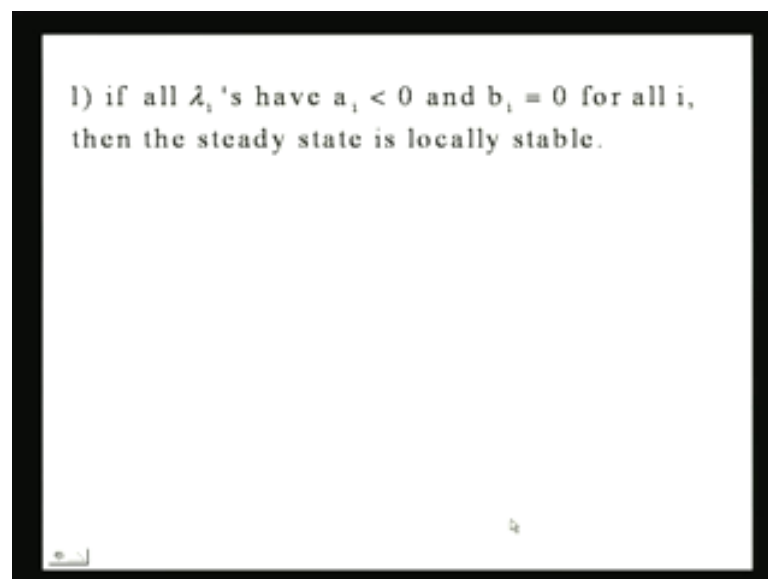 1) if all λᵢ 's have aᵢ < 0 and bᵢ = 0 for all i,
then the steady state is locally stable.